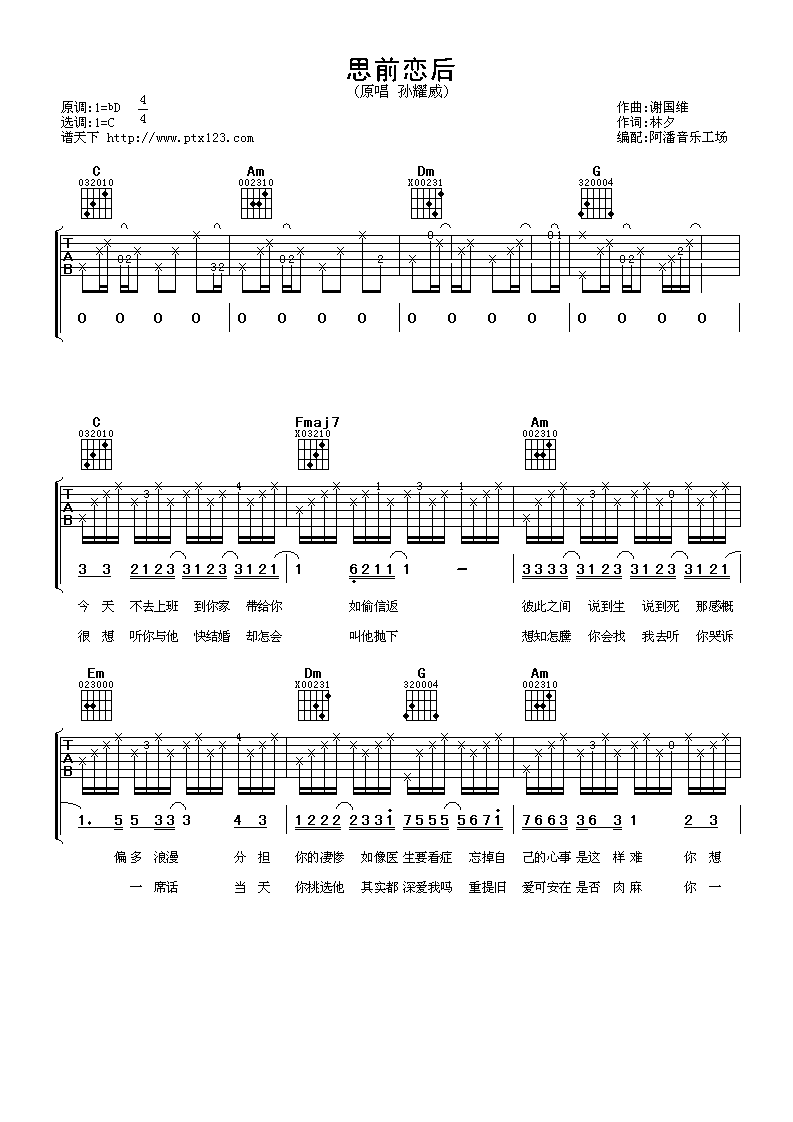 思前恋后
(原唱 孙耀威)
原调:1=bD 4/4
作曲:谢国维
选调:1=C
作词:林夕
谱天下 http://www.ptx123.com
编配:阿潘音乐工场
C Am Dm G
032010 002310 X00231 320004
T
A
B
0 2 3 2 0 2 2 0 0 1 0 2 2
0 0 0 0 0 0 0 0 0 0 0 0 0 0 0 0
C Fmaj7 Am
032010 X03210 002310
T
A
B
3 4 1 3 1 3 0
3 3 2123 3123 3121 1 6211 1 - 3333 3123 3123 3121
今 天 不去上班 到你家 带给你 如偷信返 彼此之间 说到生 说到死 那感概
很 想 听你与他 快结婚 却怎会 叫他抛下 想知怎臆 你会找 我去听 你哭诉
Em Dm G Am
023000 X00231 320004 002310
T
A
B
3 4 3 0
1. 5 5 33 3 4 3 1222 2331 7555 5671 7663 36 1 2 3
偏多 浪漫 分 担 你的凄惨 如像医 生要看症 忘掉自 己的心事 是这 样难 你 想
一 席话 当 天 你挑选他 其实都 深爱我吗 重提旧 爱可安在 是否 肉麻 你 一